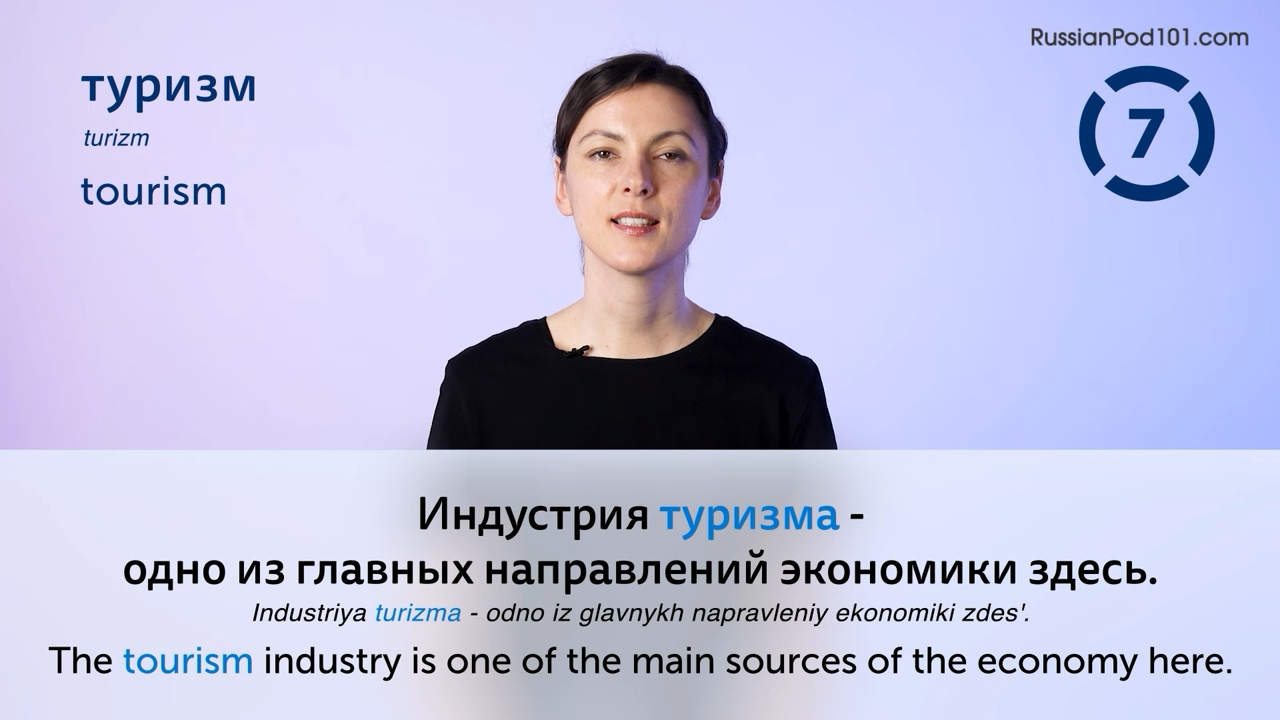 RussianPod101.com
туризм
turizm
tourism
7
Индустрия туризма -
одно из главных направлений экономики здесь.
Industriya turizma - odno iz glavnykh napravleniy ekonomiki zdes'.
The tourism industry is one of the main sources of the economy here.